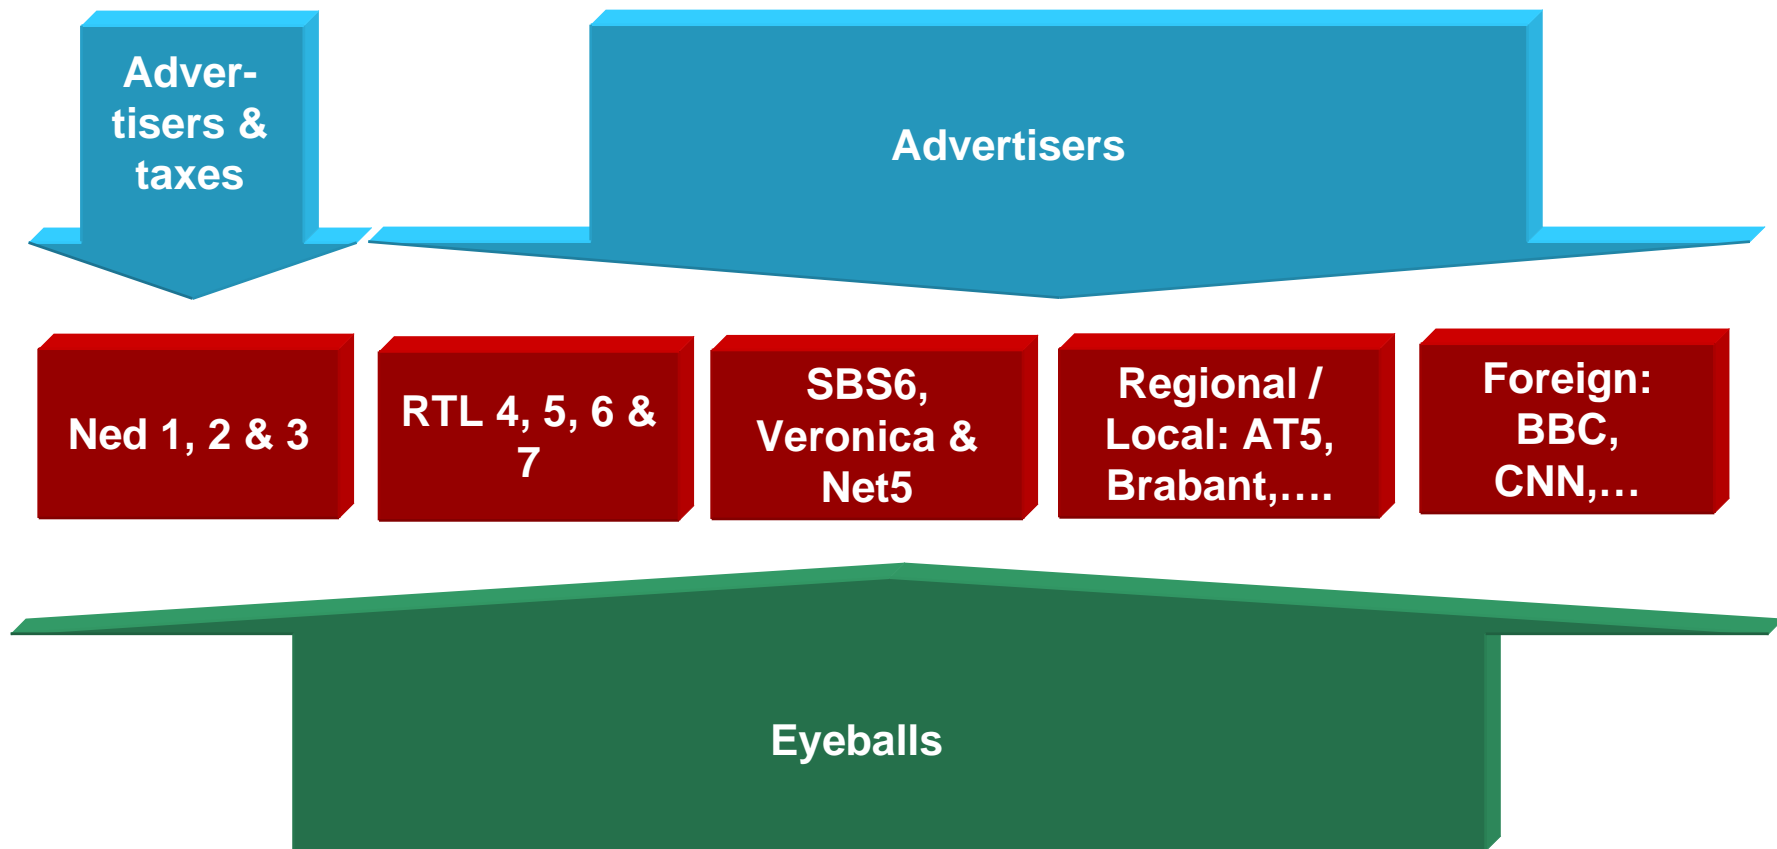 Adver-
tisers &
taxes
Advertisers
Ned 1, 2 & 3
RTL 4, 5, 6 &
7
SBS6,
Veronica &
Net5
Regional /
Local: AT5,
Brabant,….
Foreign:
BBC,
CNN,…
Eyeballs